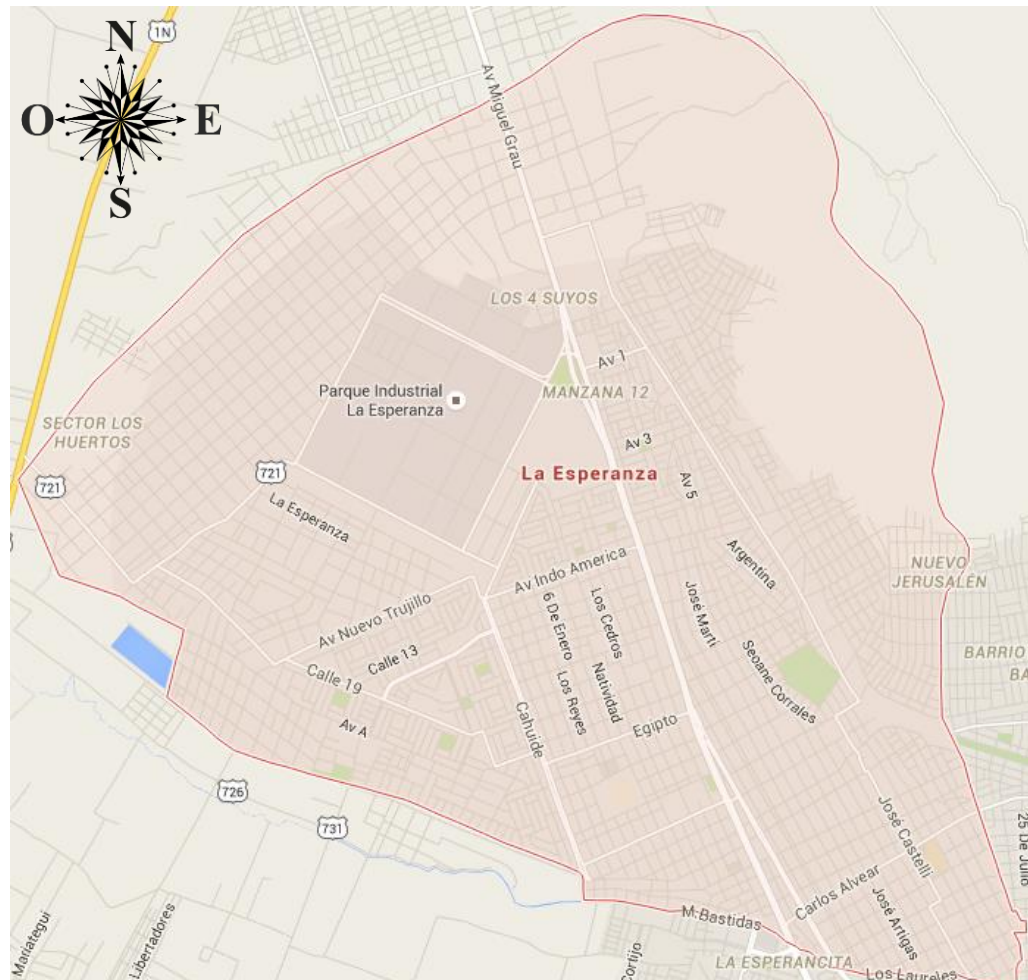 1N
N
O
E
S
Av Miguel Grau
LOS 4 SUYOS
Av 1
Parque Industrial
La Esperanza
MANZANA 12
SECTOR LOS
HUERTOS
Av 3
La Esperanza
721
721
Av 5
La Esperanza
Argentina
Av Indo America
NUEVO
JERUSALÉN
Av Nuevo Trujillo
6 De Enero
Los Cedros
José Martí
Calle 13
Seoane Corrales
BARRIO
BA
Calle 19
Los Reyes
Natividad
Av A
Cahuide
Egipto
726
731
José Castelli
25 De Julio
Carlos Alvear
José Artigas
M.Bastidas
Mariategui
Libertadores
Cortijo
LA ESPERANCITA
Los Laureles